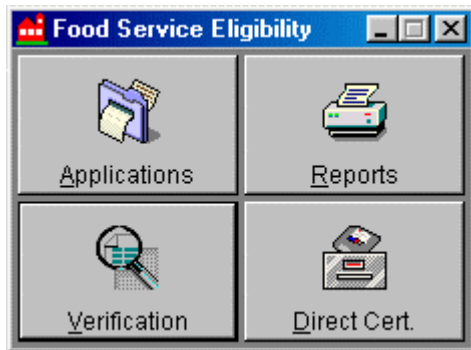 Food Service Eligibility
Applications
Reports
Verification
Direct Cert.